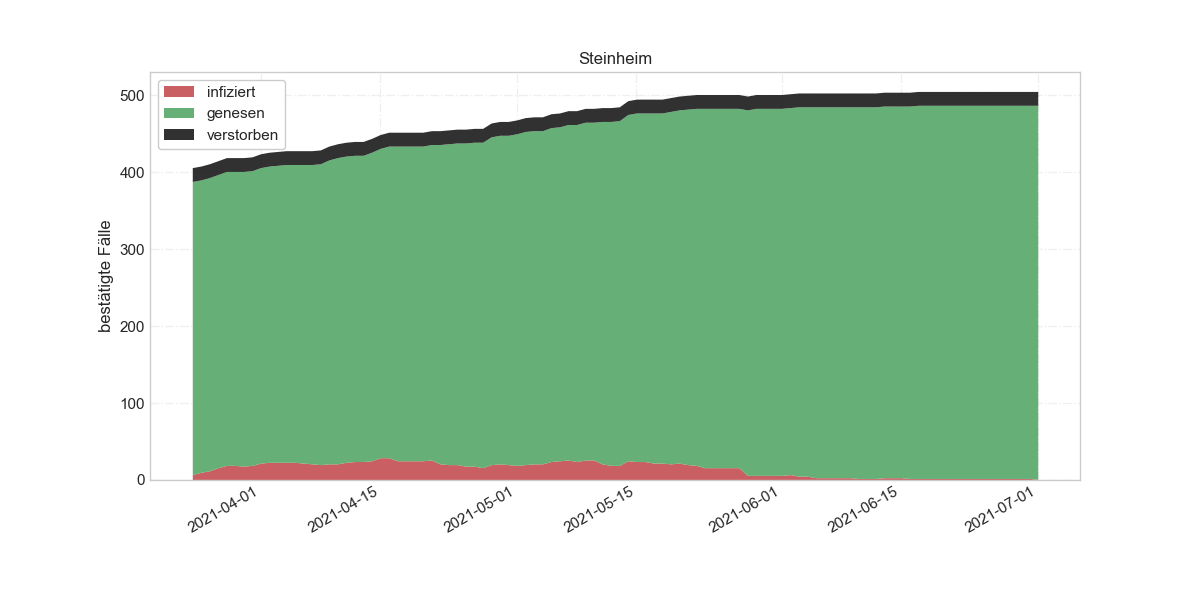 Steinheim
infiziert
genesen
verstorben
bestätigte Fälle
500
400
300
200
100
0
2021-04-01
2021-04-15
2021-05-01
2021-05-15
2021-06-01
2021-06-15
2021-07-01